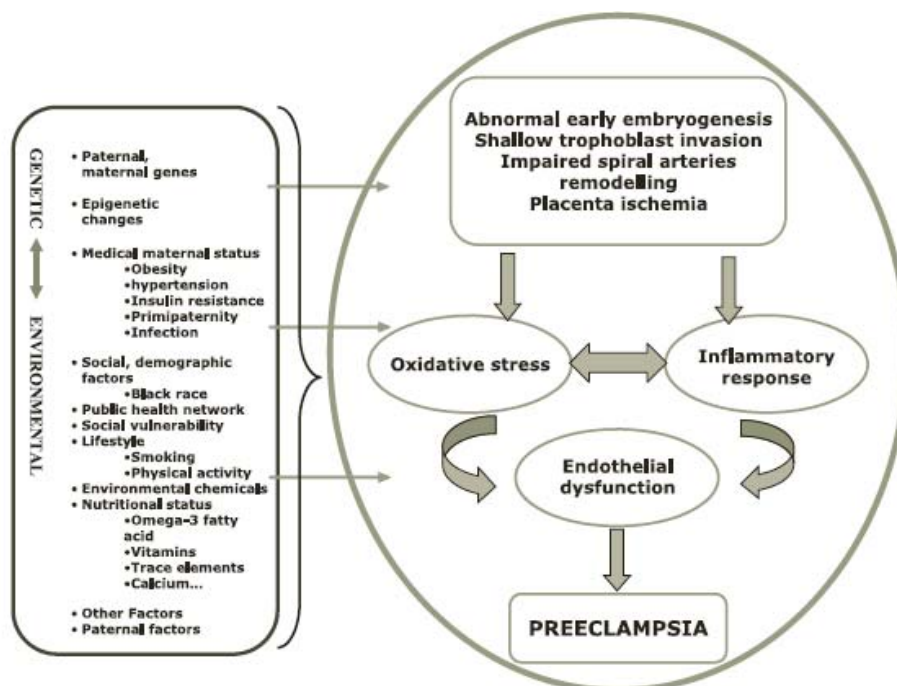 GENETIC
ENVIRONMENTAL
• Paternal,
maternal genes
• Epigenetic
changes
• Medical maternal status
•Obesity
•hypertension
•Insulin resistance
•Primipaternity
•Infection
• Social, demographic
factors
•Black race
• Public health network
• Social vulnerability
• Lifestyle
•Smoking
•Physical activity
• Environmental chemicals
• Nutritional status
•Omega-3 fatty
acid
•Vitamins
•Trace elements
•Calcium...
• Other Factors
• Paternal factors
Abnormal early embryogenesis
Shallow trophoblast invasion
Impaired spiral arteries
remodelling
Placenta ischemia
Oxidative stress
Inflammatory
response
Endothelial
dysfunction
PREECLAMPSIA